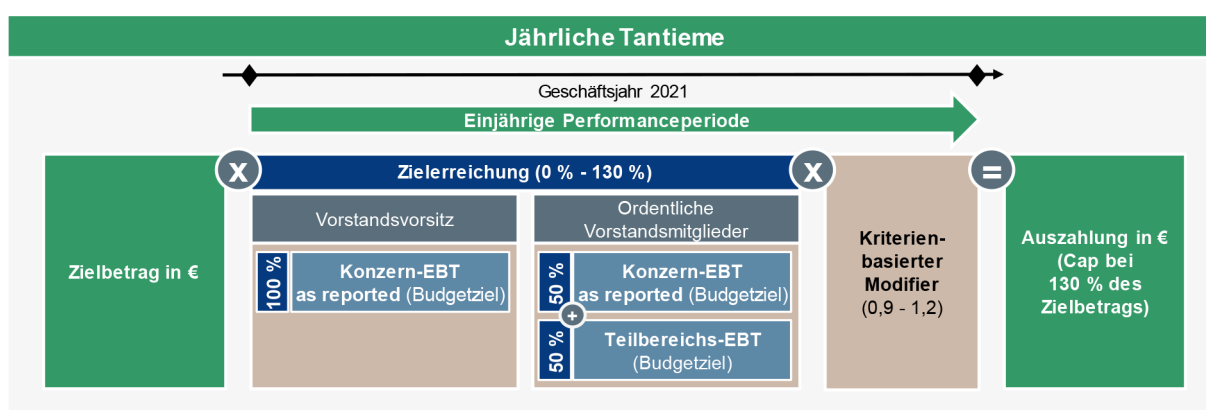 Jährliche Tantieme
Geschäftsjahr 2021
Einjährige Performanceperiode
Zielbetrag in €
x
Zielerreichung (0 % - 130 %)
Vorstandsvorsitz
100 %
Konzern-EBT
as reported (Budgetziel)
Ordentliche
Vorstandsmitglieder
50 %
Konzern-EBT
as reported (Budgetziel)
+
50 %
Teilbereichs-EBT
(Budgetziel)
x
Kriterien-
basierter
Modifier
(0,9 - 1,2)
=
Auszahlung in €
(Cap bei
130 % des
Zielbetrags)